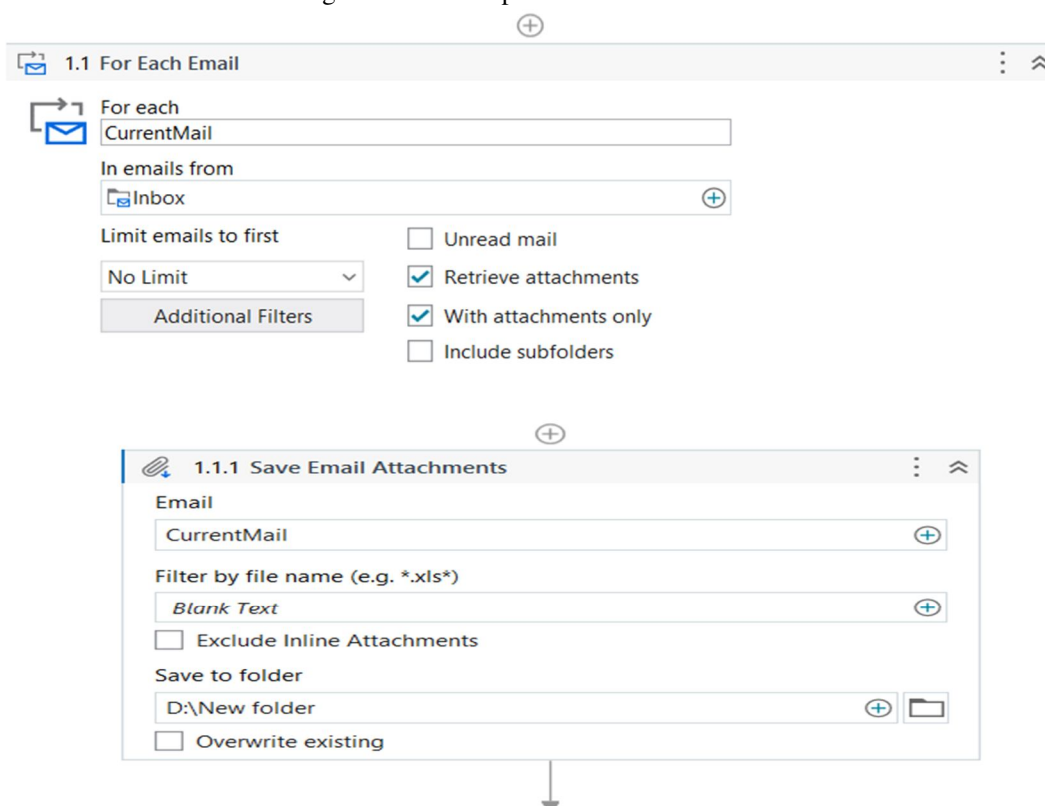 1.1 For Each Email
For each
CurrentMail
In emails from
Inbox
Limit emails to first
Unread mail
No Limit
Retrieve attachments
Additional Filters
With attachments only
Include subfolders
1.1.1 Save Email Attachments
Email
CurrentMail
Filter by file name (e.g. *.xls*)
Blank Text
Exclude Inline Attachments
Save to folder
D:\New folder
Overwrite existing